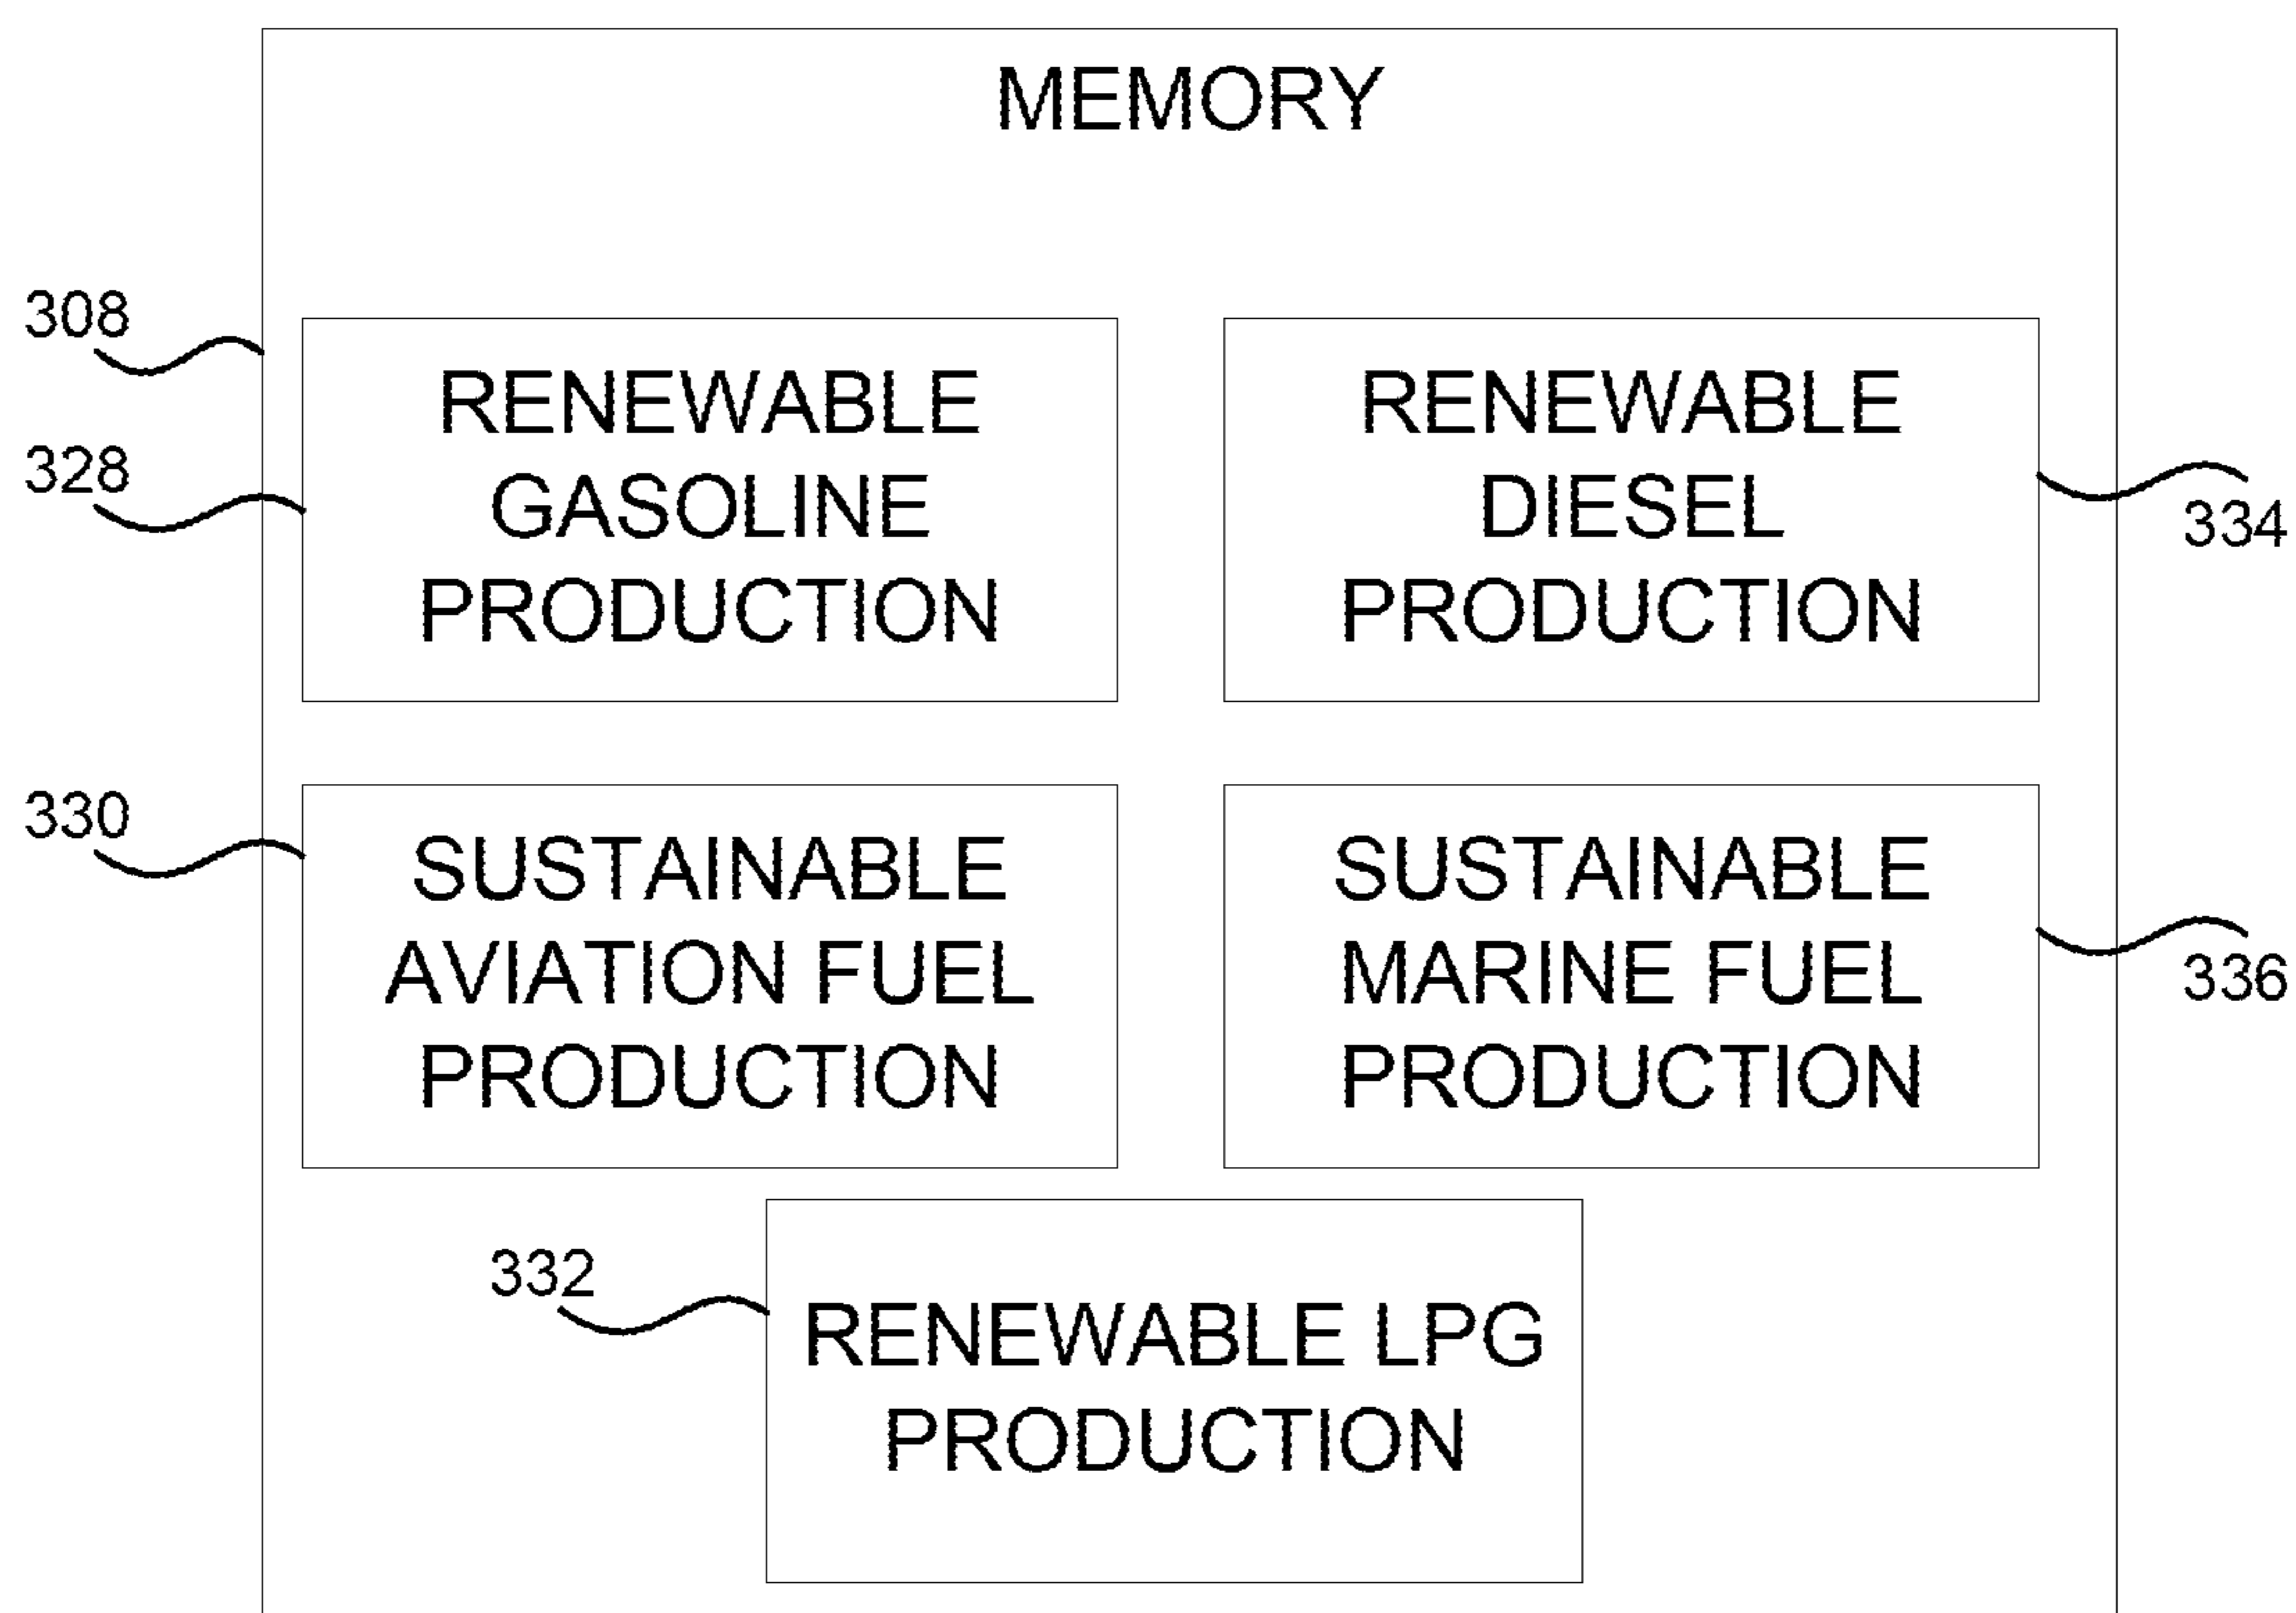 MEMORY
308
328
RENEWABLE
GASOLINE
PRODUCTION
RENEWABLE
DIESEL
PRODUCTION
334
330
SUSTAINABLE
AVIATION FUEL
PRODUCTION
SUSTAINABLE
MARINE FUEL
PRODUCTION
336
332
RENEWABLE LPG
PRODUCTION